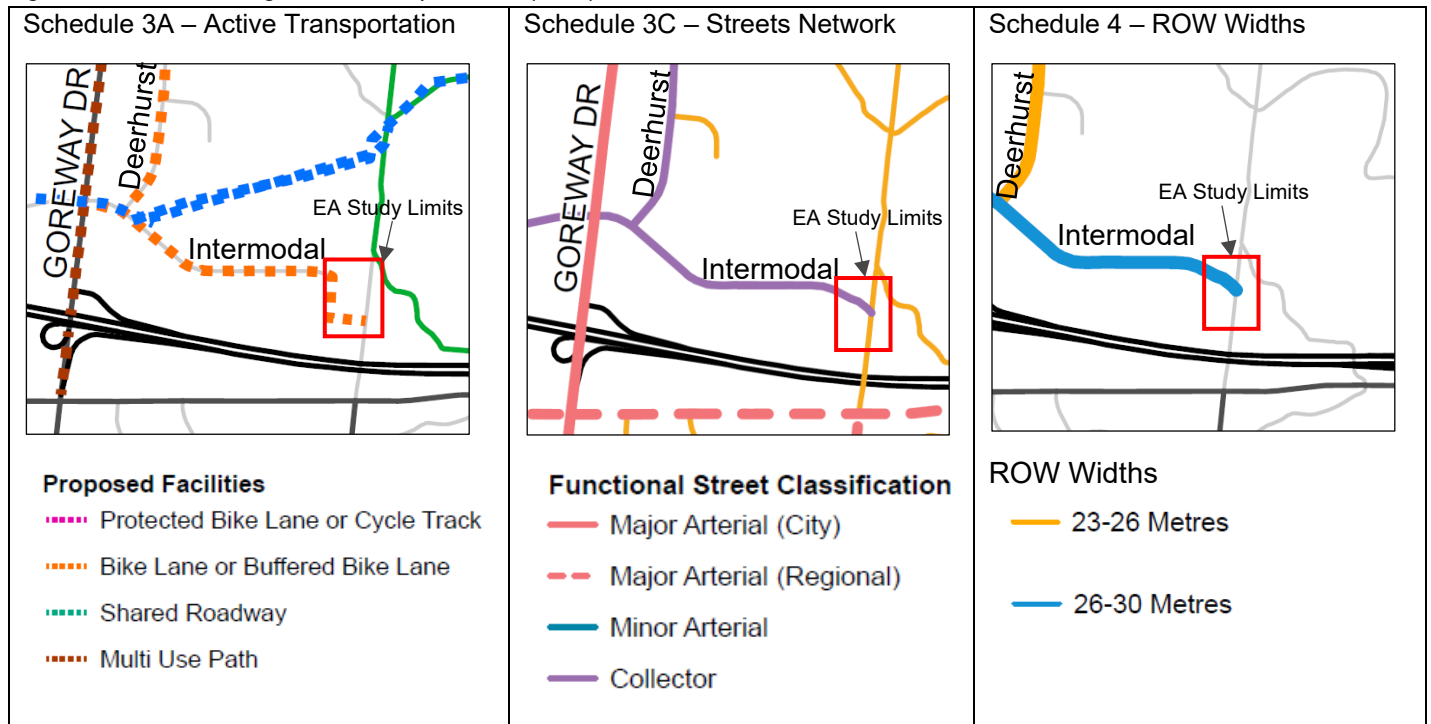 Schedule 3A – Active Transportation
GOREWAY DR
Deerhurst
EA Study Limits
Intermodal
Proposed Facilities
Protected Bike Lane or Cycle Track
Bike Lane or Buffered Bike Lane
Shared Roadway
Multi Use Path
Schedule 3C – Streets Network
GOREWAY DR
Deerhurst
EA Study Limits
Intermodal
Functional Street Classification
Major Arterial (City)
Major Arterial (Regional)
Minor Arterial
Collector
Schedule 4 – ROW Widths
Deerhurst
EA Study Limits
Intermodal
ROW Widths
23-26 Metres
26-30 Metres